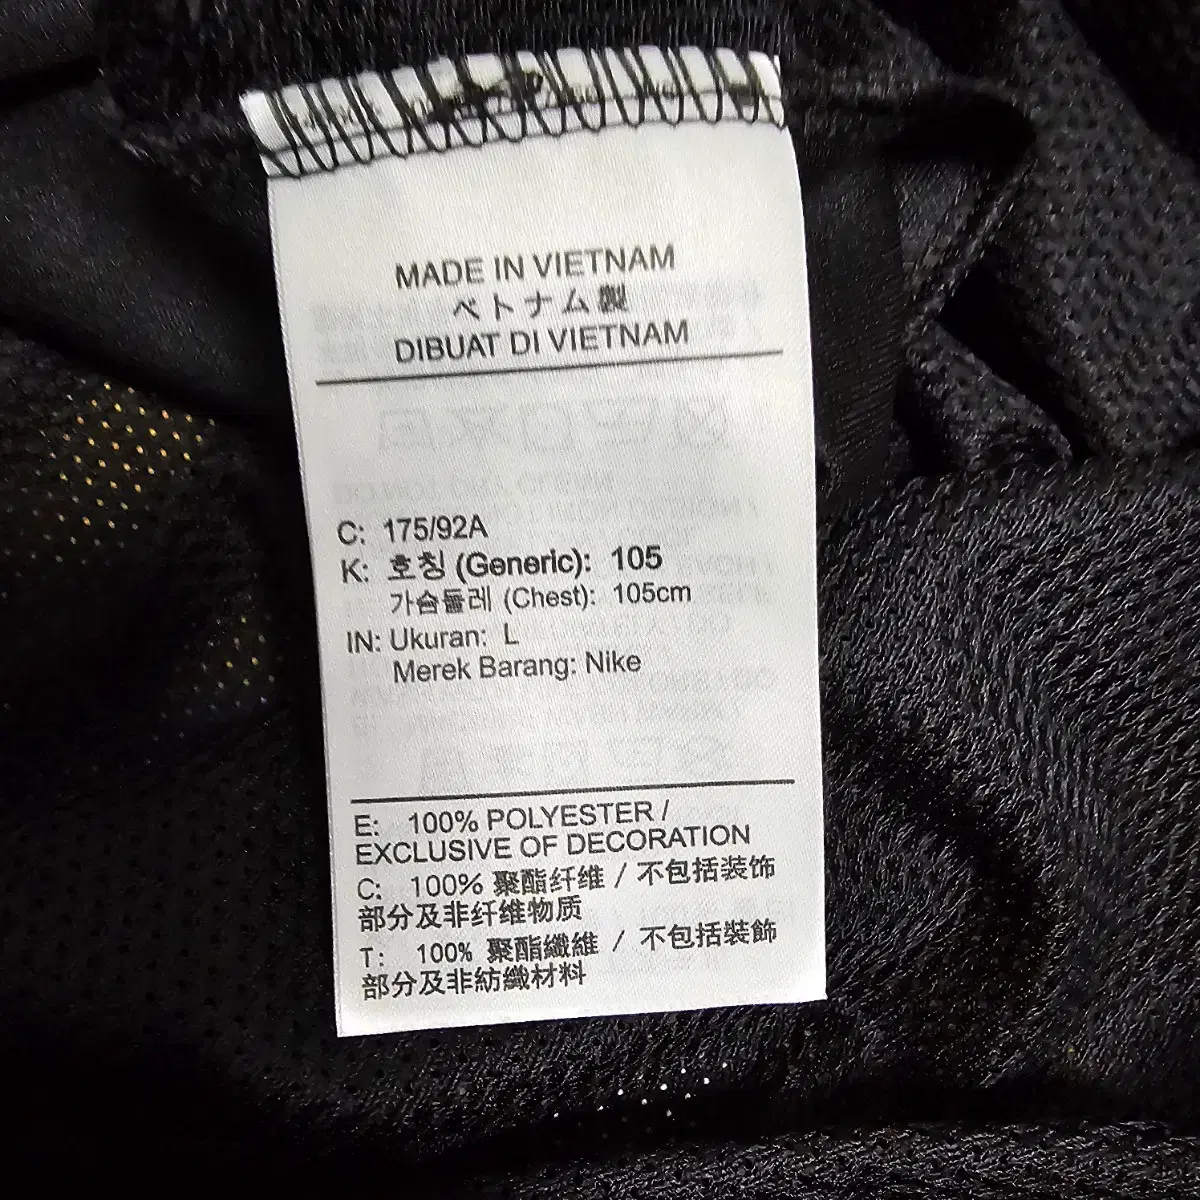 MADE IN VIETNAM
ベトナム製
DIBUAT DI VIETNAM
C: 175/92A
K: 호칭 (Generic): 105
가슴둘레 (Chest): 105cm
IN: Ukuran: L
Merek Barang: Nike
E: 100% POLYESTER /
EXCLUSIVE OF DECORATION
C: 100% 聚酯纤维 / 不包括装饰
部分及非纤维物质
T: 100% 聚酯纖維 / 不包括裝飾
部分及非紡織材料